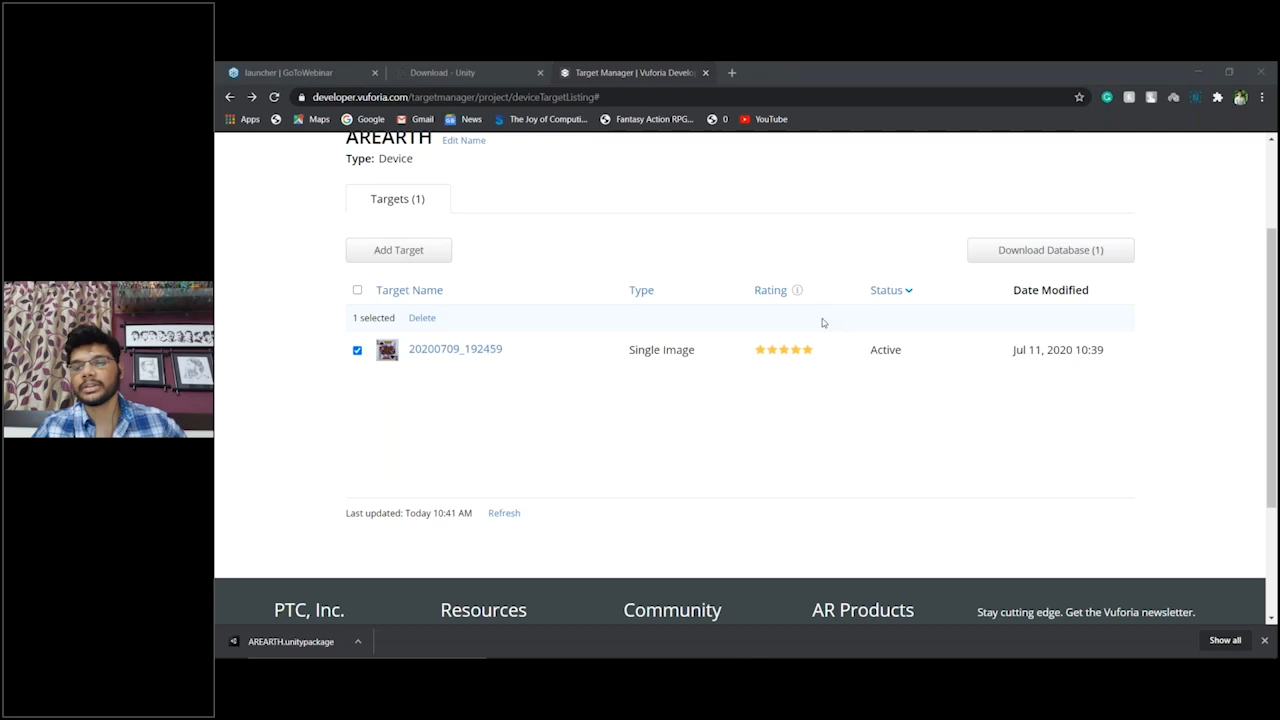 launcher | GoToWebinar
Download - Unity
Target Manager | Vuforia Develo
developer.vuforia.com/targetmanager/project/deviceTargetListing#
Apps
Maps
Google
Gmail
News
The Joy of Computi...
Fantasy Action RPG...
0
YouTube
AREARTH Edit Name
Type: Device
Targets (1)
Add Target
Download Database (1)
Target Name Type Rating Status Date Modified
1 selected Delete
20200709_192459 Single Image Active Jul 11, 2020 10:39
Last updated: Today 10:41 AM Refresh
PTC, Inc. Resources Community AR Products Stay cutting edge. Get the Vuforia newsletter.
AREARTH.unitypackage
Show all